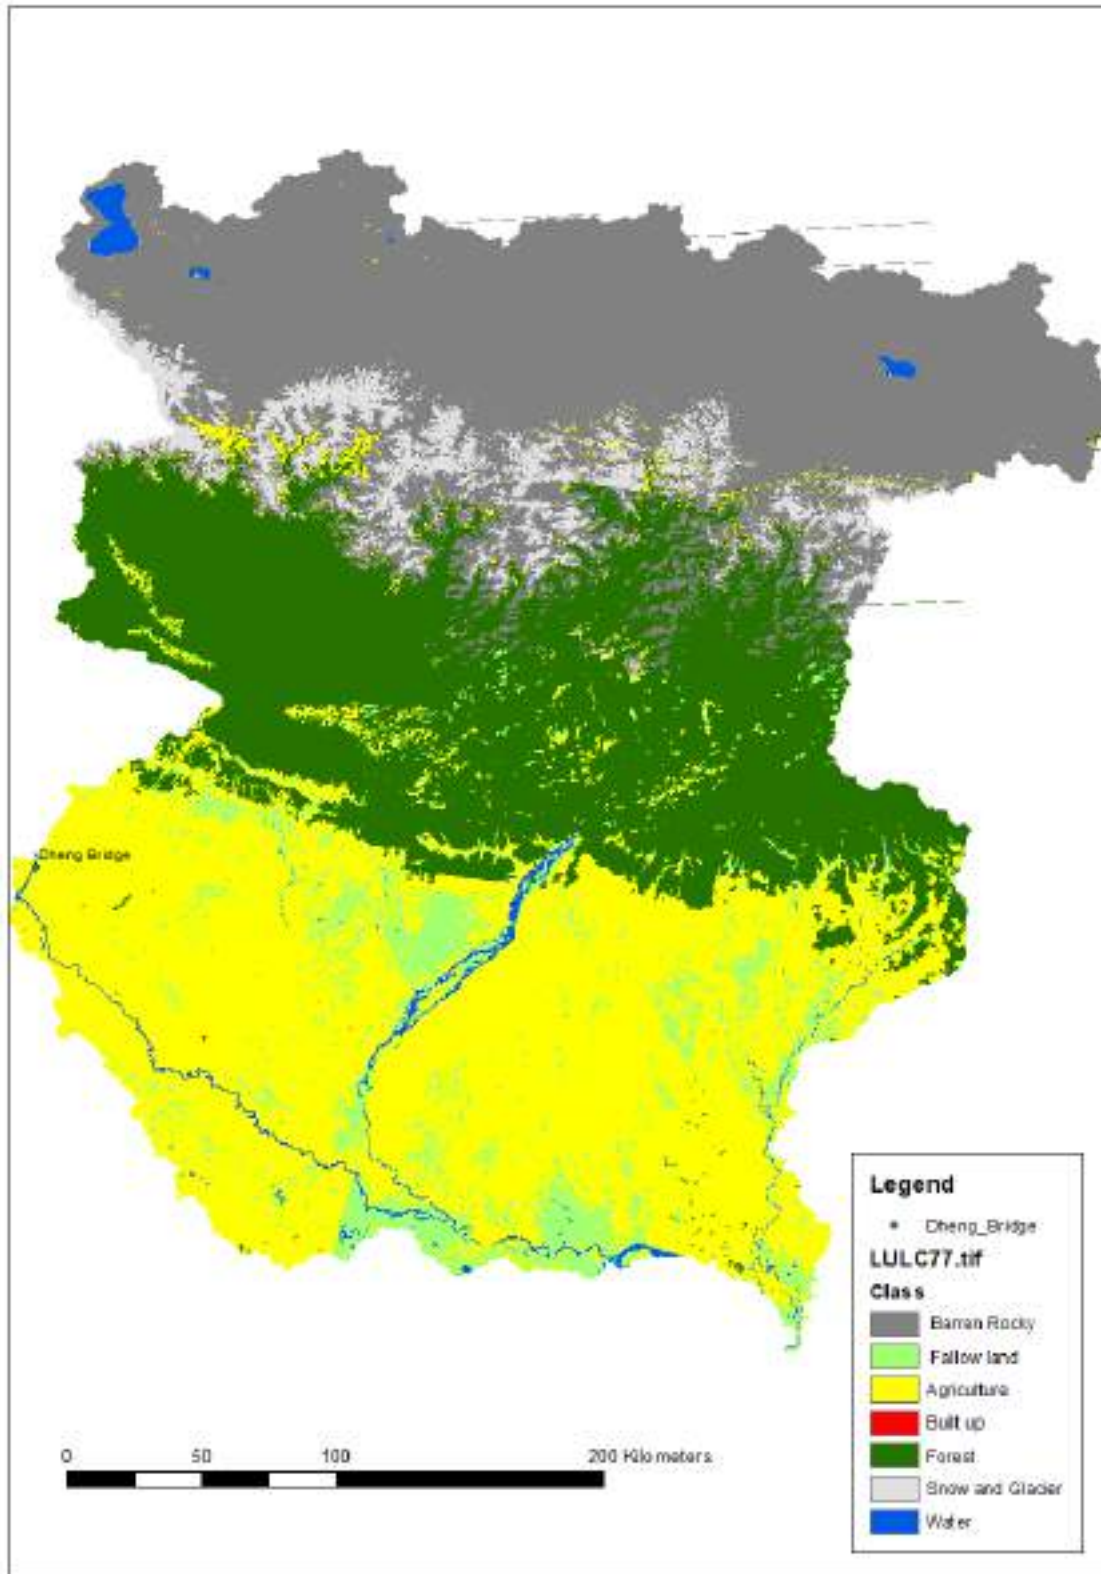 Dheng Bridge
Legend
Dheng_Bridge
LULC77.tif
Class
Barran Rocky
Fallow land
Agriculture
Built up
Forest
Snow and Glacier
Water
0 50 100 200 Kilometers